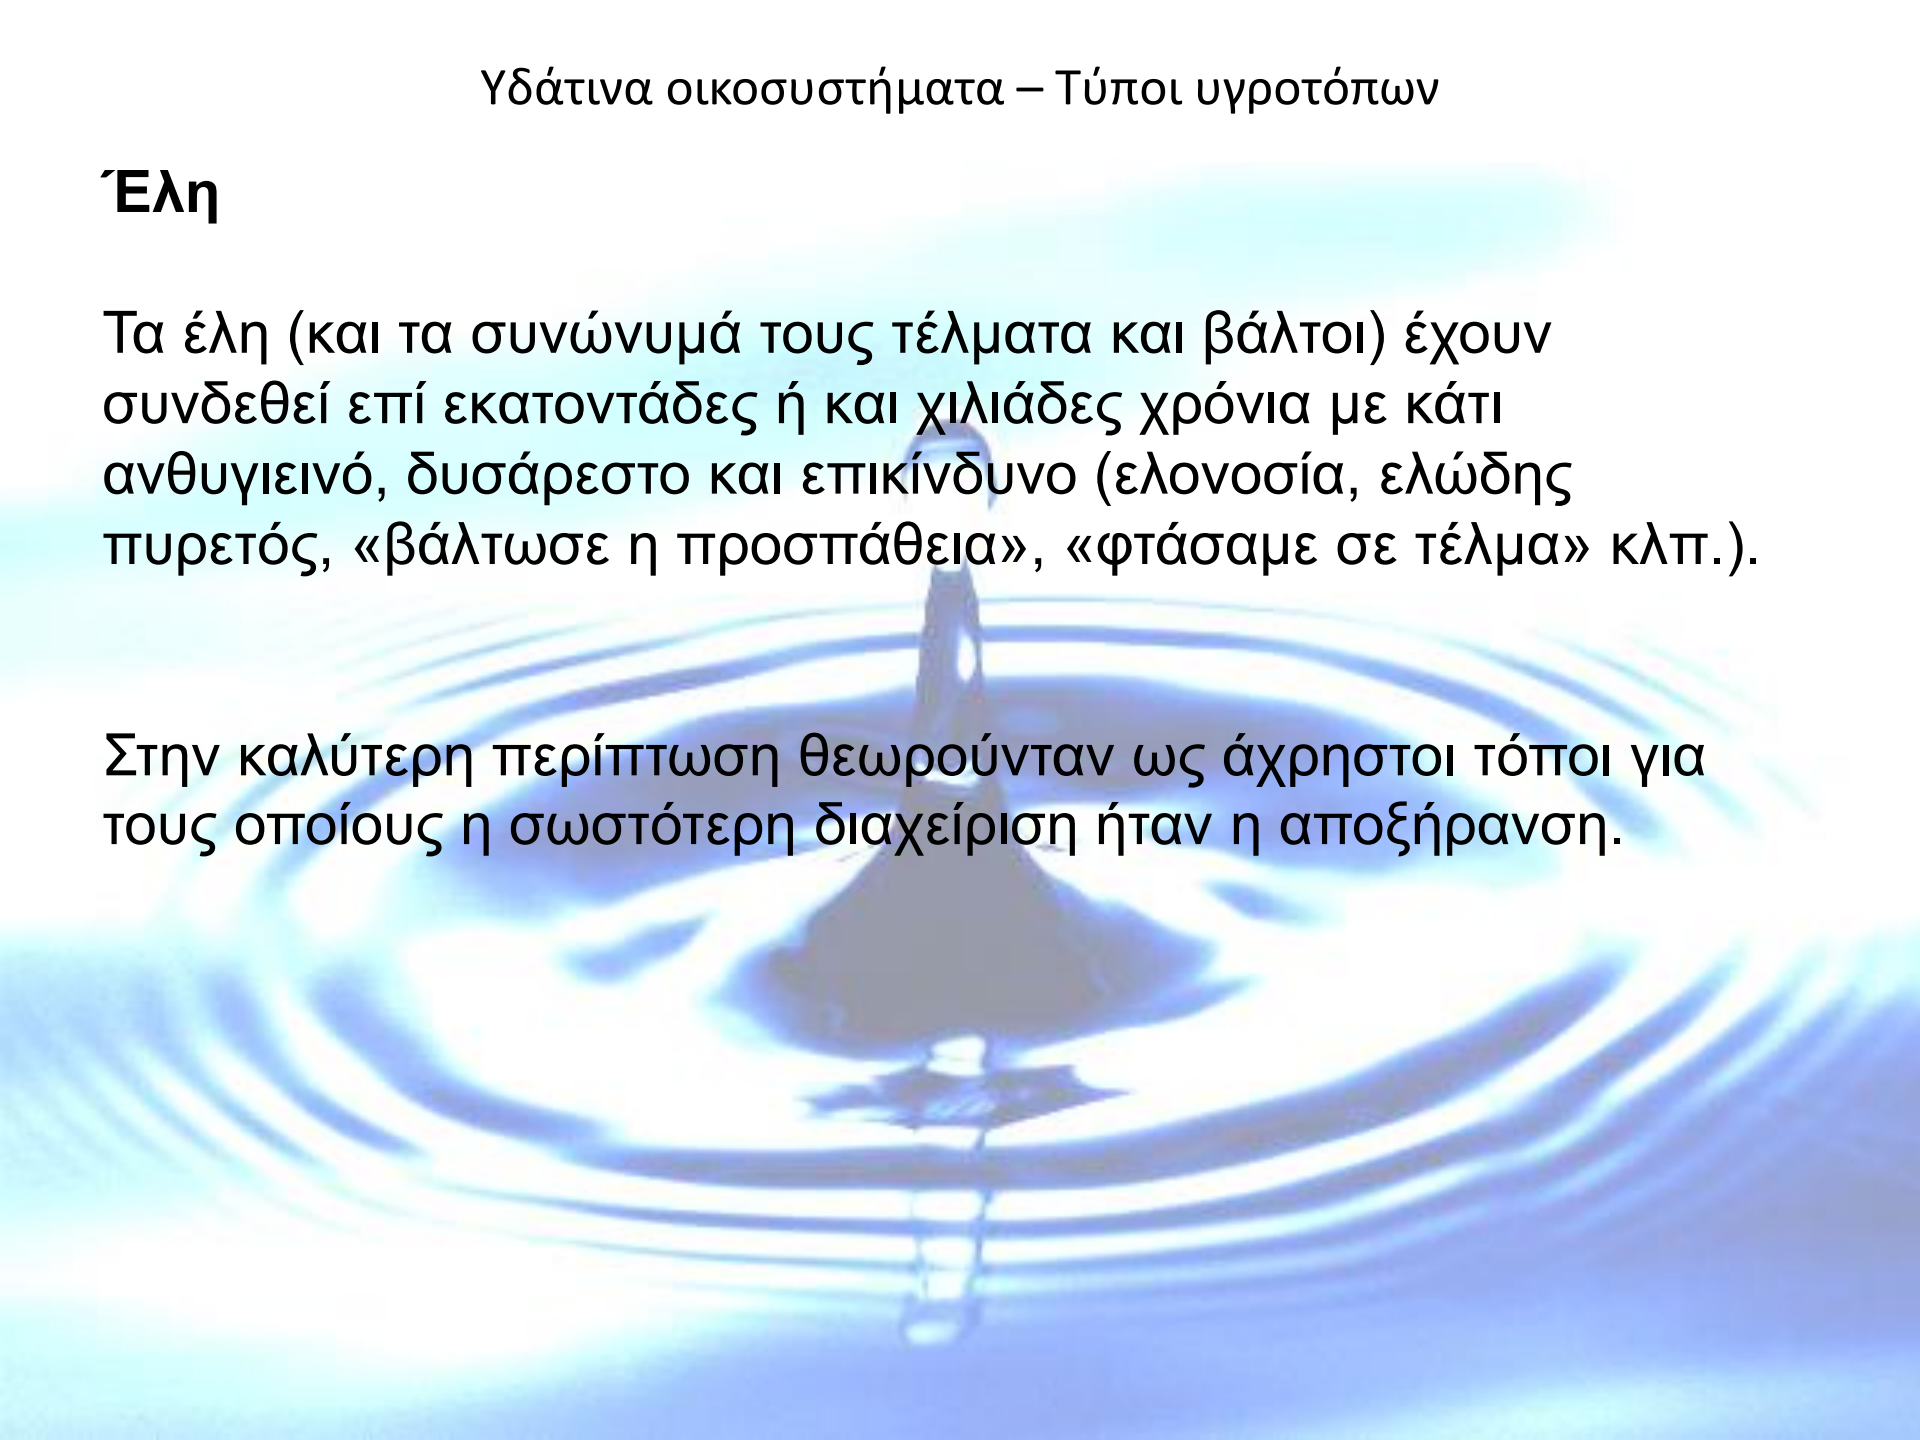 Υδάτινα οικοσυστήματα – Τύποι υγροτόπων
Έλη
Τα έλη (και τα συνώνυμά τους τέλματα και βάλτοι) έχουν
συνδεθεί επί εκατοντάδες ή και χιλιάδες χρόνια με κάτι
ανθυγιεινό, δυσάρεστο και επικίνδυνο (ελονοσία, ελώδης
πυρετός, «βάλτωσε η προσπάθεια», «φτάσαμε σε τέλμα» κλπ.).
Στην καλύτερη περίπτωση θεωρούνταν ως άχρηστοι τόποι για
τους οποίους η σωστότερη διαχείριση ήταν η αποξήρανση.